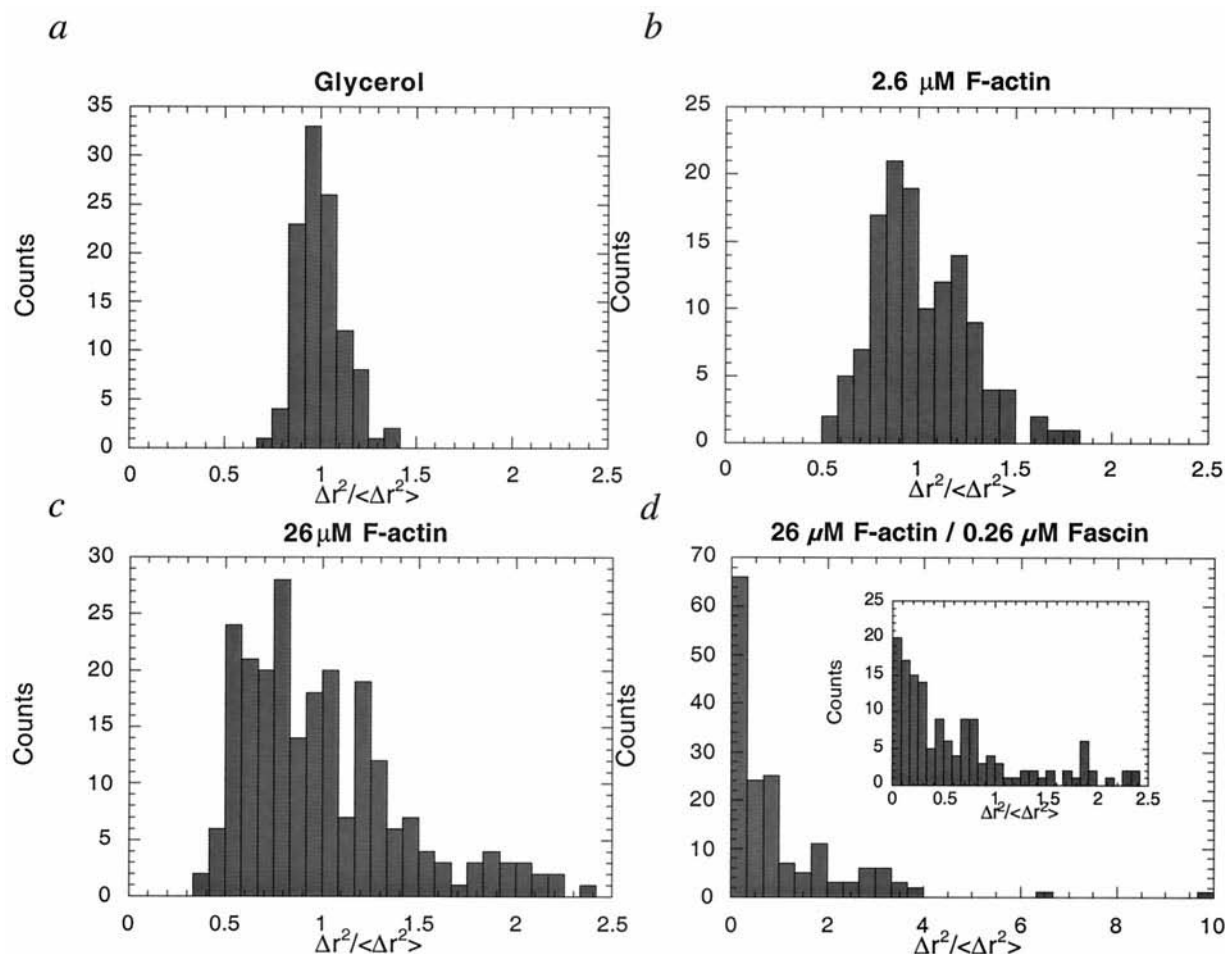 a
Glycerol
35
30
25
20
15
10
5
0
Counts
0 0.5 1 1.5 2 2.5
Δr²/<Δr²>
b
2.6 μM F-actin
25
20
15
10
5
0
Counts
0 0.5 1 1.5 2 2.5
Δr²/<Δr²>
c
26 μM F-actin
30
25
20
15
10
5
0
Counts
0 0.5 1 1.5 2 2.5
Δr²/<Δr²>
d
26 μM F-actin / 0.26 μM Fascin
70
60
50
40
30
20
10
0
Counts
0 2 4 6 8 10
Δr²/<Δr²>
25
20
15
10
5
0
Counts
0 0.5 1 1.5 2 2.5
Δr²/<Δr²>